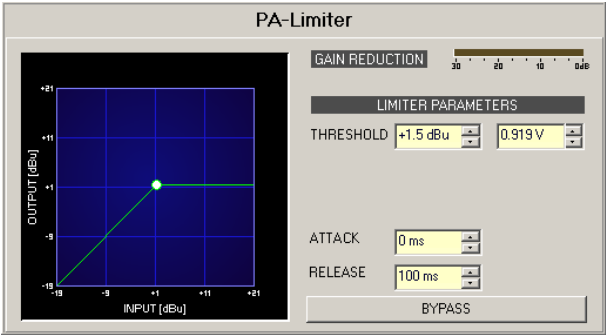 PA-Limiter
GAIN REDUCTION
30 20 10 0dB
LIMITER PARAMETERS
THRESHOLD +1.5 dBu 0.919 V
ATTACK 0 ms
RELEASE 100 ms
BYPASS
OUTPUT [dBu]
+21
+11
+1
-9
-19
-19 -9 +1 +11 +21
INPUT [dBu]